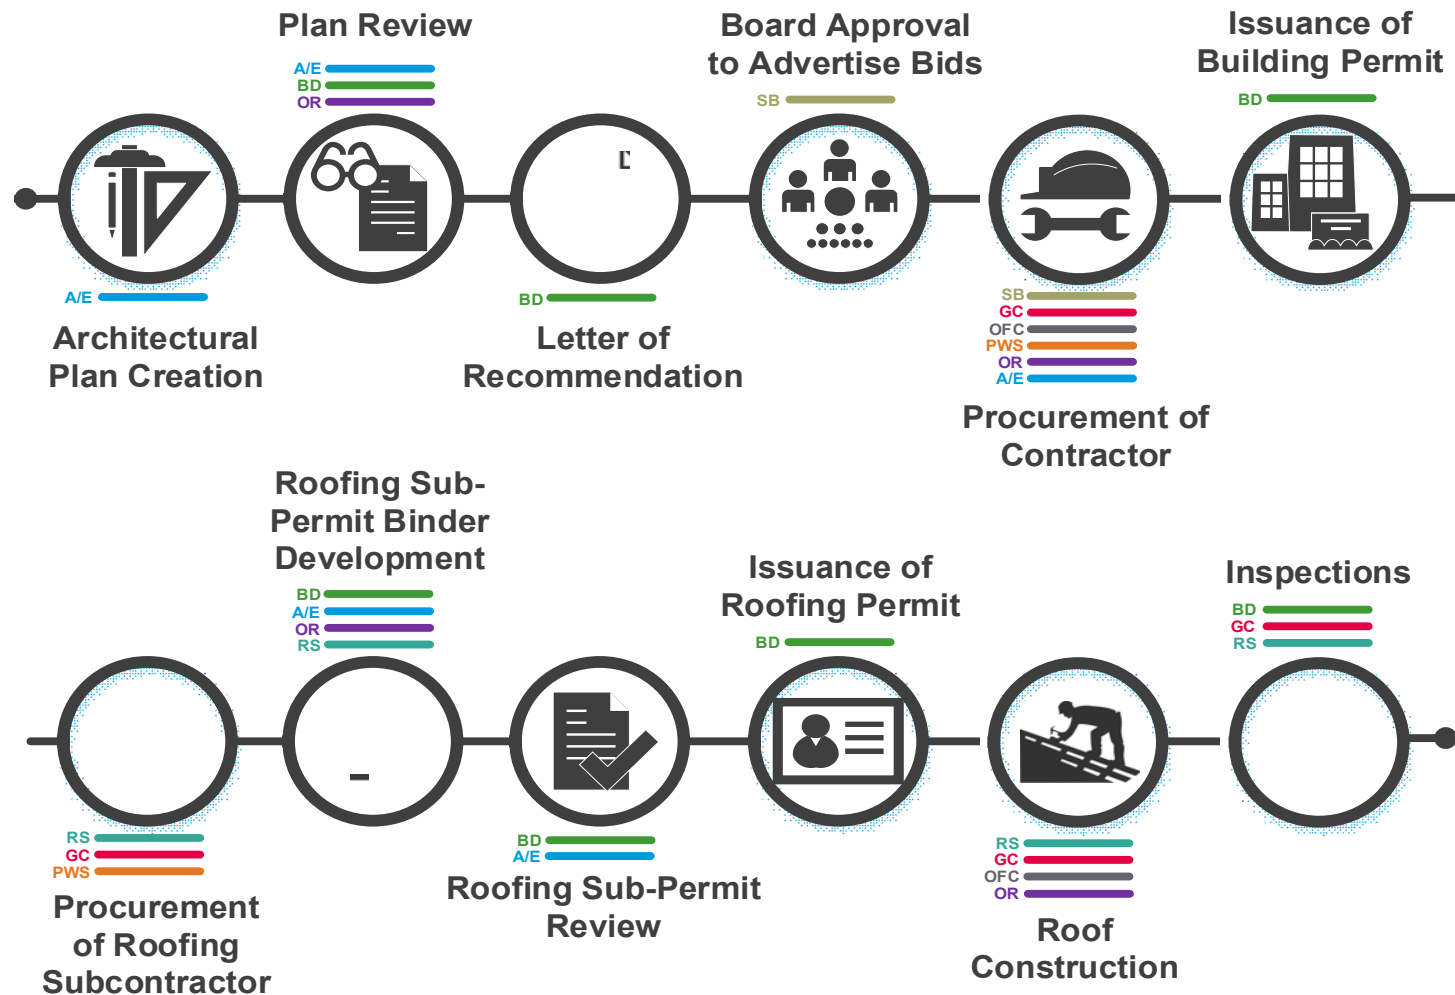 Plan Review
A/E
BD
OR
Board Approval
to Advertise Bids
SB
Issuance of
Building Permit
BD
A/E
Architectural
Plan Creation
BD
Letter of
Recommendation
SB
GC
OFC
PWS
OR
A/E
Procurement of
Contractor
Roofing Sub-
Permit Binder
Development
BD
A/E
OR
RS
Issuance of
Roofing Permit
BD
Inspections
BD
GC
RS
RS
GC
PWS
Procurement
of Roofing
Subcontractor
BD
A/E
Roofing Sub-Permit
Review
RS
GC
OFC
OR
Roof
Construction